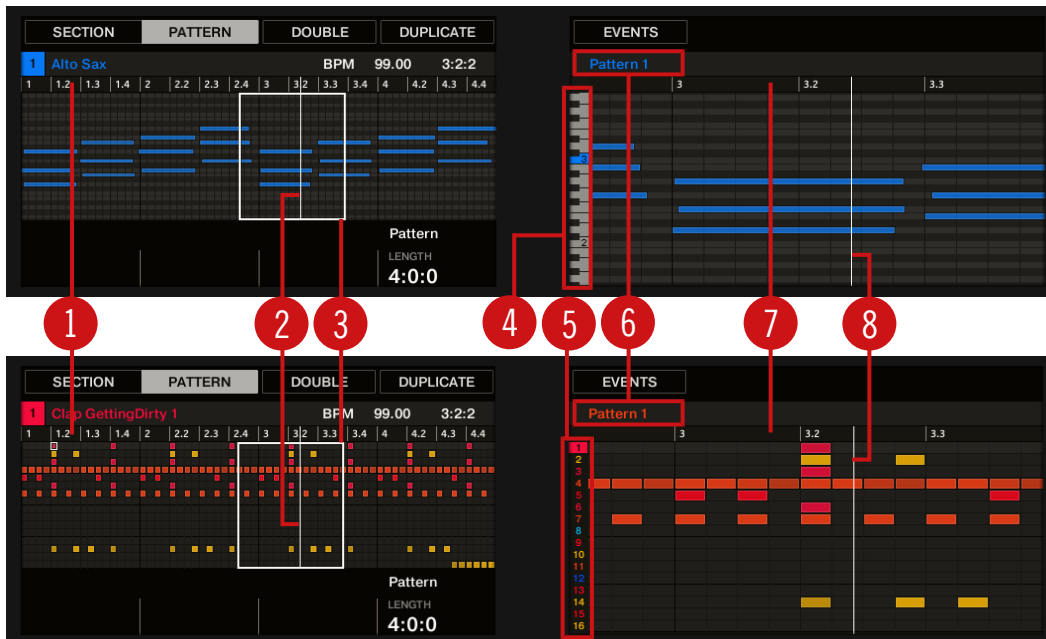 SECTION PATTERN DOUBLE DUPLICATE
1 Alto Sax BPM 99.00 3:2:2
1 1.2 1.3 1.4 2 2.2 2.3 2.4 3 3.2 3.3 3.4 4 4.2 4.3 4.4
Pattern
LENGTH
4:0:0
EVENTS
Pattern 1
3 3.2 3.3
3
2
1 2 3 4 5 6 7 8
SECTION PATTERN DOUBLE DUPLICATE
1 Clap GettingDirty 1 BPM 99.00 3:2:2
1 1.2 1.3 1.4 2 2.2 2.3 2.4 3 3.2 3.3 3.4 4 4.2 4.3 4.4
Pattern
LENGTH
4:0:0
EVENTS
Pattern 1
3 3.2 3.3
1
2
3
4
5
6
7
8
9
10
11
12
13
14
15
16